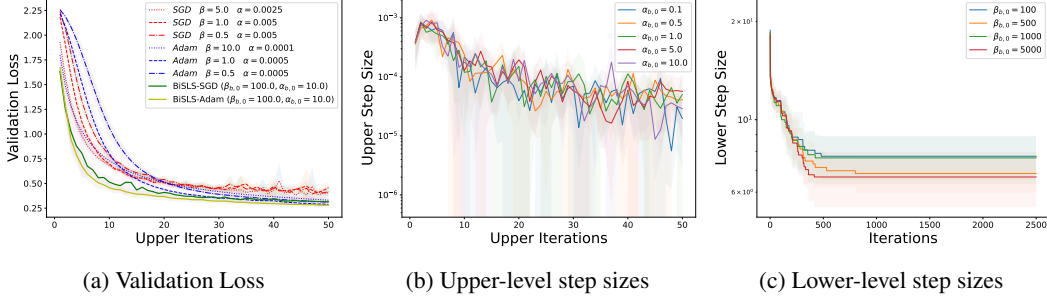 SGD β=5.0 α=0.0025
SGD β=1.0 α=0.005
SGD β=0.5 α=0.005
Adam β=10.0 α=0.0001
Adam β=1.0 α=0.0005
Adam β=0.5 α=0.0005
BiSLS-SGD (β_{b,0}=100.0, α_{b,0}=10.0)
BiSLS-Adam (β_{b,0}=100.0, α_{b,0}=10.0)
Validation Loss
2.25
2.00
1.75
1.50
1.25
1.00
0.75
0.50
0.25
0 10 20 30 40 50
Upper Iterations
(a) Validation Loss
α_{b,0} = 0.1
α_{b,0} = 0.5
α_{b,0} = 1.0
α_{b,0} = 5.0
α_{b,0} = 10.0
Upper Step Size
10⁻³
10⁻⁴
10⁻⁵
10⁻⁶
0 10 20 30 40 50
Upper Iterations
(b) Upper-level step sizes
β_{b,0} = 100
β_{b,0} = 500
β_{b,0} = 1000
β_{b,0} = 5000
Lower Step Size
2×10¹
10¹
6×10⁰
0 500 1000 1500 2000 2500
Iterations
(c) Lower-level step sizes